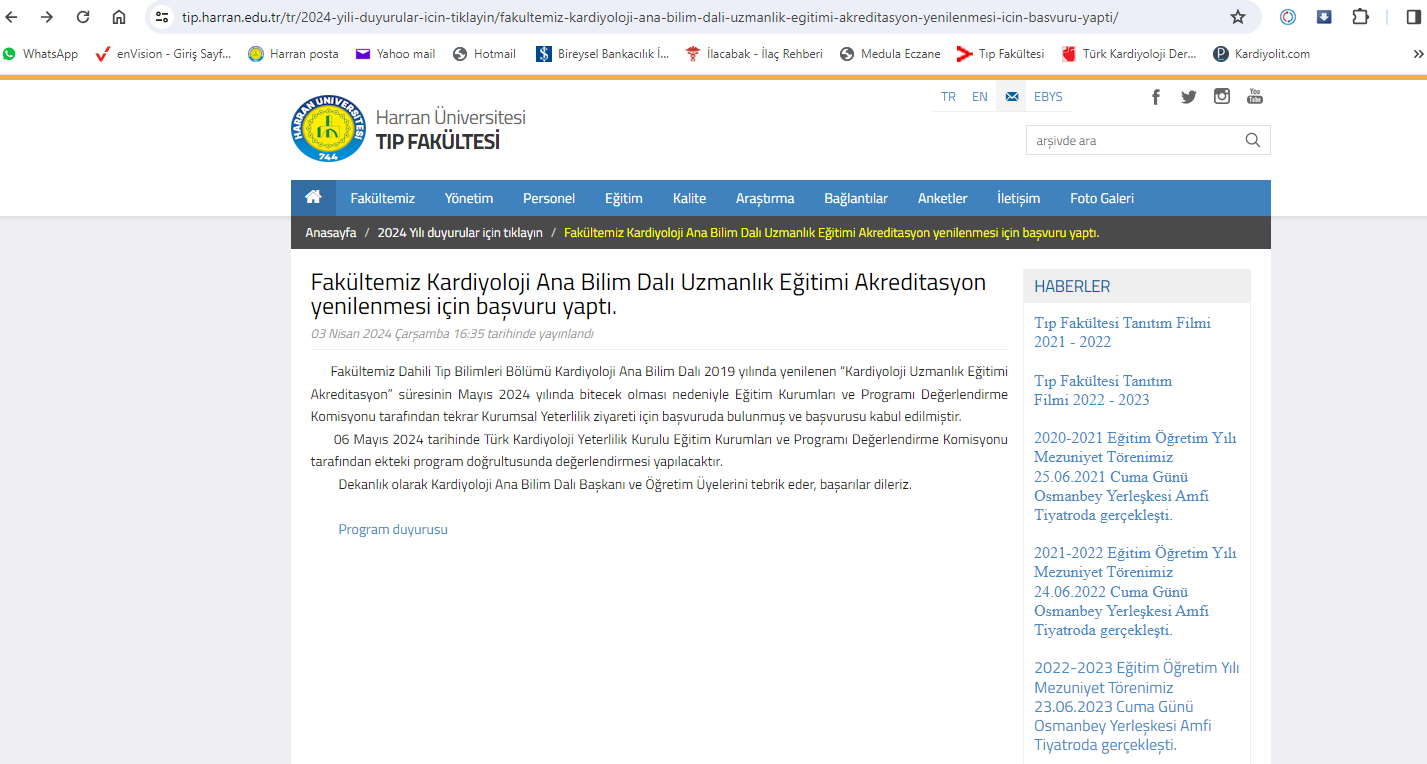 tip.harran.edu.tr/tr/2024-yili-duyurular-icin-tiklayin/fakultemiz-kardiyoloji-ana-bilim-dali-uzmanlik-egitimi-akreditasyon-yenilenmesi-icin-basvuru-yapti/
WhatsApp
enVision - Giriş Sayf...
Harran posta
Yahoo mail
Hotmail
Bireysel Bankacılık İ...
İlacabak - İlaç Rehberi
Medula Eczane
Tıp Fakültesi
Türk Kardiyoloji Der...
Kardiyolit.com
HARRAN ÜNİVERSİTESİ
744
Harran Üniversitesi
TIP FAKÜLTESİ
TR
EN
EBYS
You
Tube
arşivde ara
Fakültemiz
Yönetim
Personel
Eğitim
Kalite
Araştırma
Bağlantılar
Anketler
İletişim
Foto Galeri
Anasayfa / 2024 Yılı duyurular için tıklayın / Fakültemiz Kardiyoloji Ana Bilim Dalı Uzmanlık Eğitimi Akreditasyon yenilenmesi için başvuru yaptı.
Fakültemiz Kardiyoloji Ana Bilim Dalı Uzmanlık Eğitimi Akreditasyon
yenilenmesi için başvuru yaptı.
03 Nisan 2024 Çarşamba 16:35 tarihinde yayınlandı
Fakültemiz Dahili Tıp Bilimleri Bölümü Kardiyoloji Ana Bilim Dalı 2019 yılında yenilenen “Kardiyoloji Uzmanlık Eğitimi
Akreditasyon” süresinin Mayıs 2024 yılında bitecek olması nedeniyle Eğitim Kurumları ve Programı Değerlendirme
Komisyonu tarafından tekrar Kurumsal Yeterlilik ziyareti için başvuruda bulunmuş ve başvurusu kabul edilmiştir.
06 Mayıs 2024 tarihinde Türk Kardiyoloji Yeterlilik Kurulu Eğitim Kurumları ve Programı Değerlendirme Komisyonu
tarafından ekteki program doğrultusunda değerlendirmesi yapılacaktır.
Dekanlık olarak Kardiyoloji Ana Bilim Dalı Başkanı ve Öğretim Üyelerini tebrik eder, başarılar dileriz.
Program duyurusu
HABERLER
Tıp Fakültesi Tanıtım Filmi
2021 - 2022
Tıp Fakültesi Tanıtım
Filmi 2022 - 2023
2020-2021 Eğitim Öğretim Yılı
Mezuniyet Törenimiz
25.06.2021 Cuma Günü
Osmanbey Yerleşkesi Amfi
Tiyatroda gerçekleşti.
2021-2022 Eğitim Öğretim Yılı
Mezuniyet Törenimiz
24.06.2022 Cuma Günü
Osmanbey Yerleşkesi Amfi
Tiyatroda gerçekleşti.
2022-2023 Eğitim Öğretim Yılı
Mezuniyet Törenimiz
23.06.2023 Cuma Günü
Osmanbey Yerleşkesi Amfi
Tiyatroda gerçekleşti.